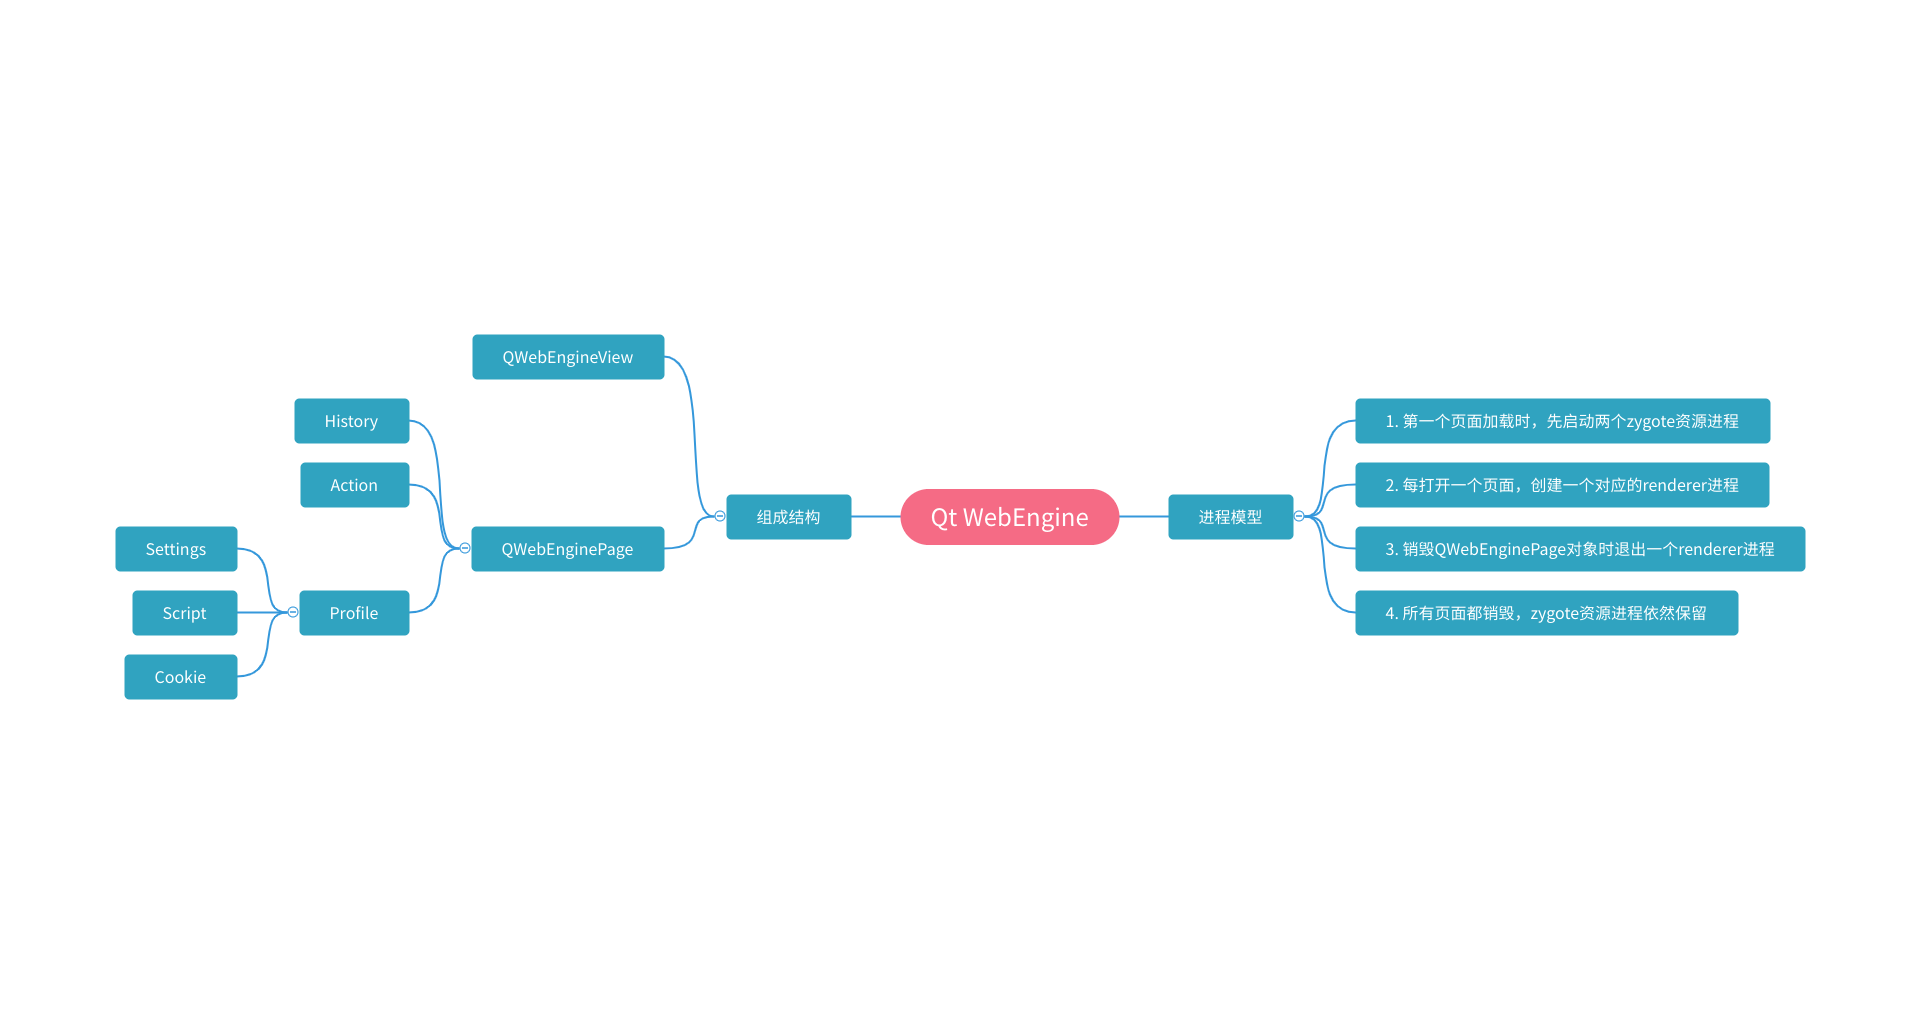 Qt WebEngine
组成结构
QWebEngineView
QWebEnginePage
History
Action
Profile
Settings
Script
Cookie
进程模型
1. 第一个页面加载时，先启动两个zygote资源进程
2. 每打开一个页面，创建一个对应的renderer进程
3. 销毁QWebEnginePage对象时退出一个renderer进程
4. 所有页面都销毁，zygote资源进程依然保留